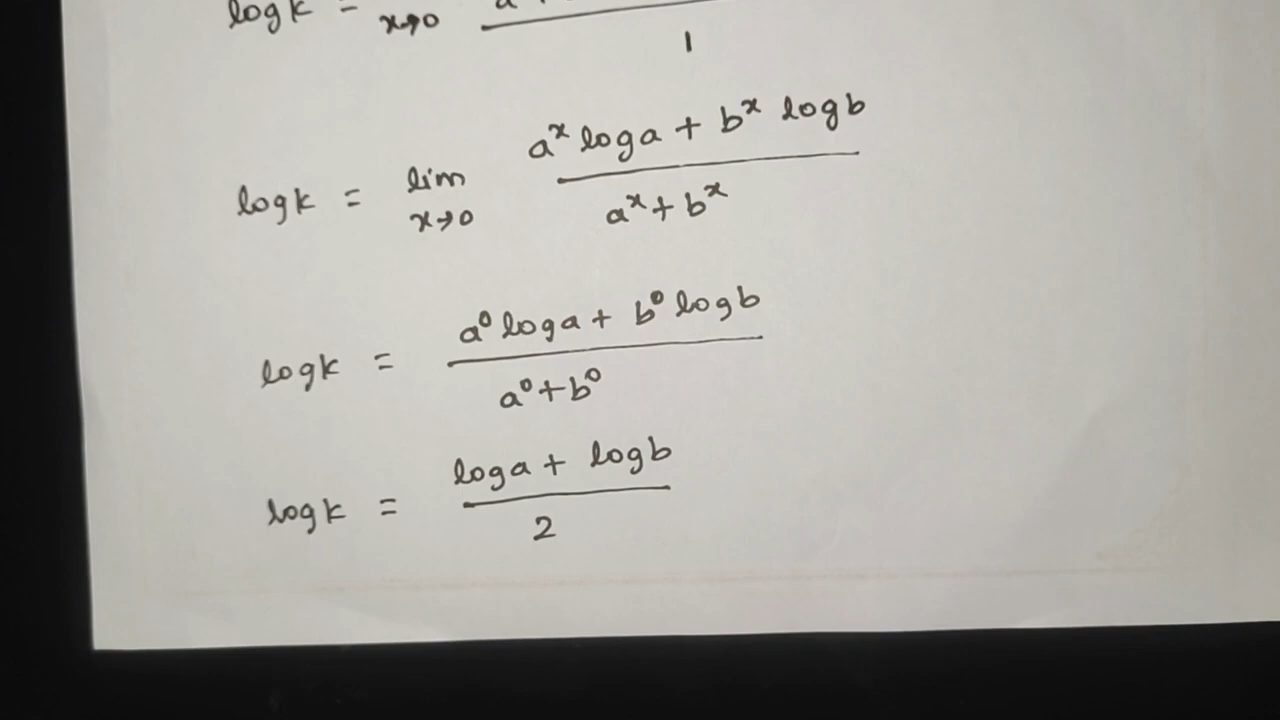 log k =
x→0
1
log k = lim a^x log a + b^x log b
x→0 a^x + b^x
log k = a^0 log a + b^0 log b
a^0 + b^0
log k = log a + log b
2